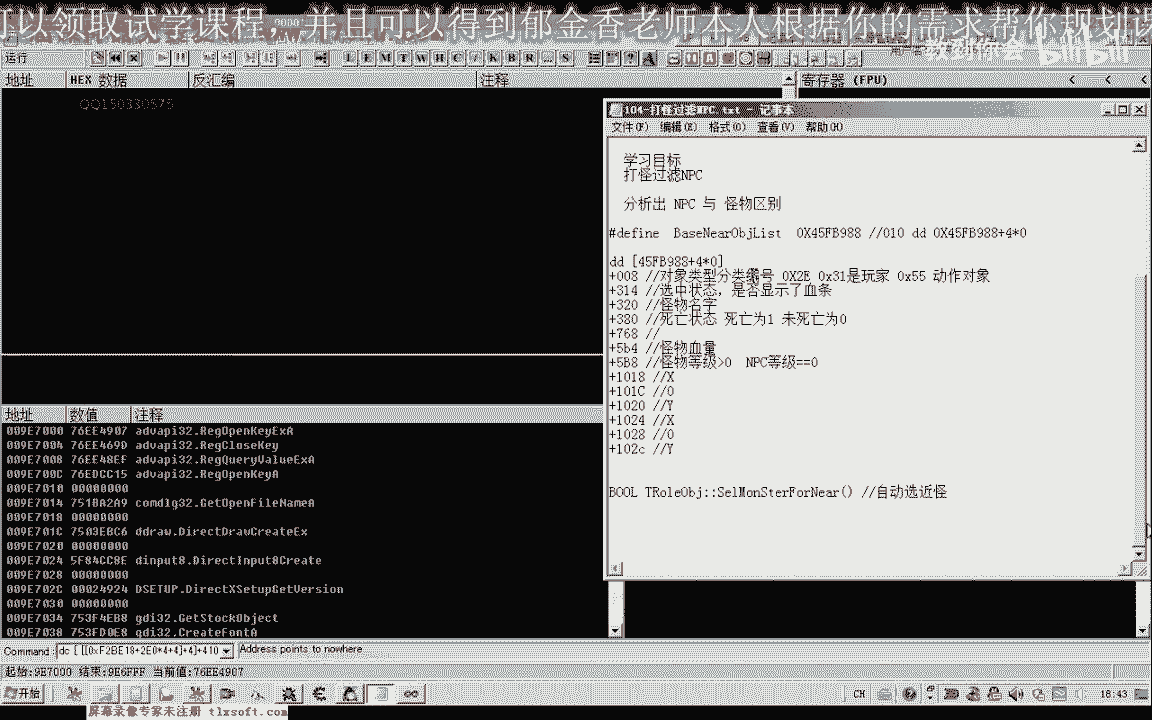 可以领取试学课程，并且可以得到郁金香老师本人根据你的需求帮你规划课
教到你会 bilibili
运行
L E M T W H C / K B R ... S
地址 HEX 数据 反汇编 注释 寄存器 (FPU)
QQ150330575
104-打怪过滤NPC.txt - 记事本
文件(F) 编辑(E) 格式(O) 查看(V) 帮助(H)
学习目标
打怪过滤NPC
分析出 NPC 与 怪物区别
#define BaseNearObjList 0X45FB988 //010 dd 0X45FB988+4*0
dd [45FB988+4*0]
+008 //对象类型分类编号 0X2E 0x31是玩家 0x55 动作对象
+314 //选中状态，是否显示了血条
+320 //怪物名字
+380 //死亡状态 死亡为1 未死亡为0
+768 //
+5b4 //怪物血量
+5B8 //怪物等级>0 NPC等级==0
+1018 //X
+101C //0
+1020 //Y
+1024 //X
+1028 //0
+102c //Y
BOOL TRoleObj::SelMonSterForNear() //自动选近怪
地址 数值 注释
009E7000 76EE4907 advapi32.RegOpenKeyExA
009E7004 76EE469D advapi32.RegCloseKey
009E7008 76EE48EF advapi32.RegQueryValueExA
009E700C 76EDCC15 advapi32.RegOpenKeyA
009E7010 00000000
009E7014 7518A2A9 comdlg32.GetOpenFileNameA
009E7018 00000000
009E701C 7503EBC6 ddraw.DirectDrawCreateEx
009E7020 00000000
009E7024 5F84CC8E dinput8.DirectInput8Create
009E7028 00000000
009E702C 00024924 DSETUP.DirectXSetupGetVersion
009E7030 00000000
009E7034 753F4EB8 gdi32.GetStockObject
009E7038 753FD0E8 gdi32.CreateFontA
Command: dc [[[0xF2BE18+2E0*4+4]+4]+410 Address points to nowhere
起始:9E7000 结束:9E6FFF 当前值:76EE4907
开始 CH 18:43
屏幕录像专家未注册 tlxsoft.com